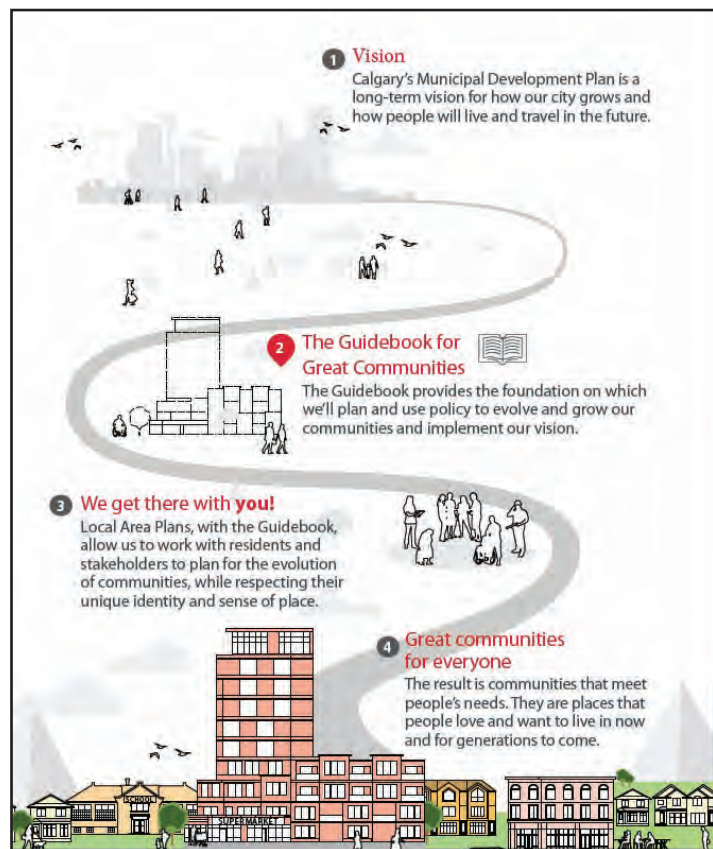 1 Vision
Calgary's Municipal Development Plan is a
long-term vision for how our city grows and
how people will live and travel in the future.
2 The Guidebook for
Great Communities
The Guidebook provides the foundation on which
we'll plan and use policy to evolve and grow our
communities and implement our vision.
3 We get there with you!
Local Area Plans, with the Guidebook,
allow us to work with residents and
stakeholders to plan for the evolution
of communities, while respecting their
unique identity and sense of place.
4 Great communities
for everyone
The result is communities that meet
people's needs. They are places that
people love and want to live in now
and for generations to come.
SCHOOL
SUPERMARKET